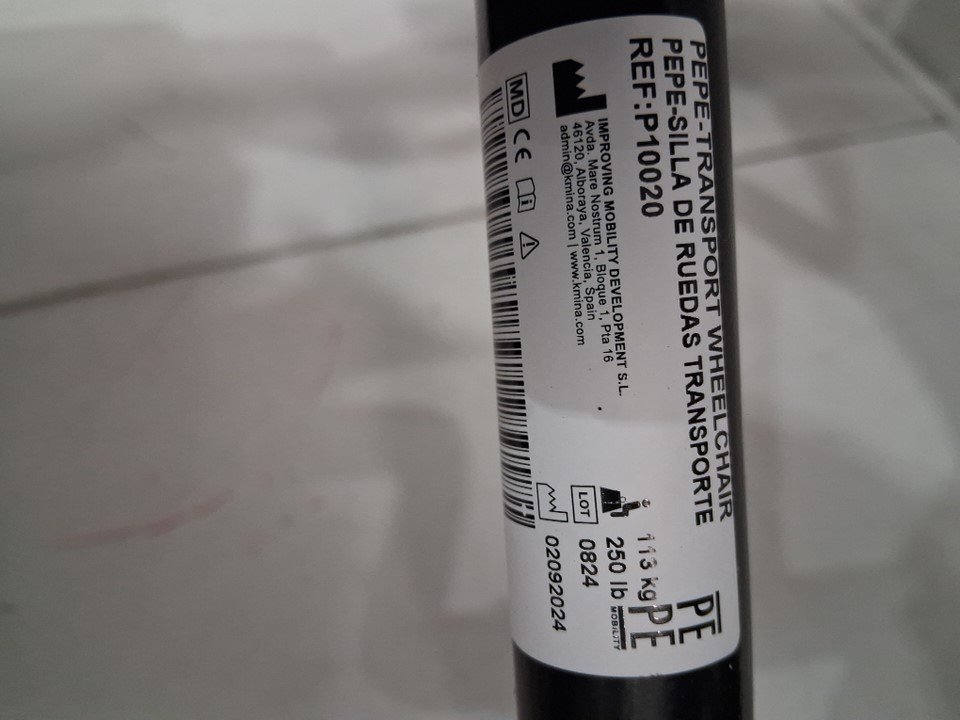 PEPE-TRANSPORT WHEELCHAIR
PEPE-SILLA DE RUEDAS TRANSPORTE
REF:P10020
IMPROVING MOBILITY DEVELOPMENT S.L.
Avda. Mare Nostrum 1, Bloque 1, Pta 16
46120, Alboraya, Valencia, Spain
admin@kmina.com | www.kmina.com
MD CE
PE
PE
MOBILITY
113 kg
250 lb
LOT 0824
02092024